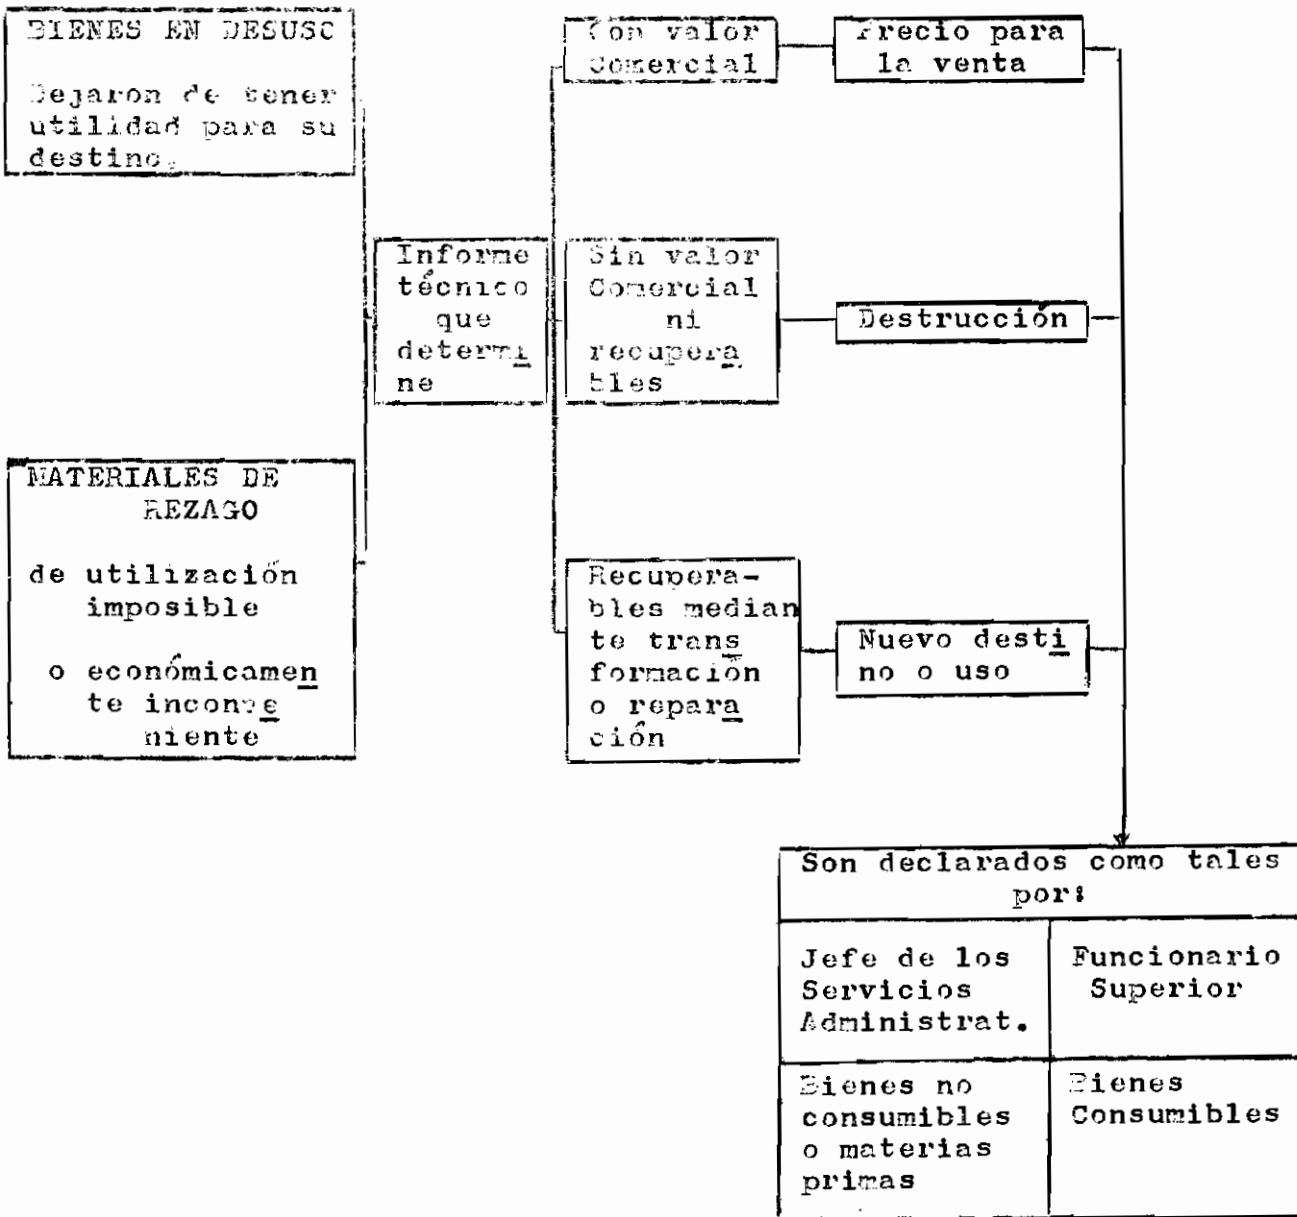 BIENES EN DESUSO
Dejaron de tener
utilidad para su
destino.
MATERIALES DE
REZAGO
de utilización
imposible
o económicamen
te inconve
niente
Informe
técnico
que
determi
ne
Con valor
Comercial
Sin valor
Comercial
ni
recupera
bles
Recupera-
bles median
te trans
formación
o repara
ción
Precio para
la venta
Destrucción
Nuevo desti
no o uso
Son declarados como tales
por:
Jefe de los
Servicios
Administrat.
Funcionario
Superior
Bienes no
consumibles
o materias
primas
Bienes
Consumibles